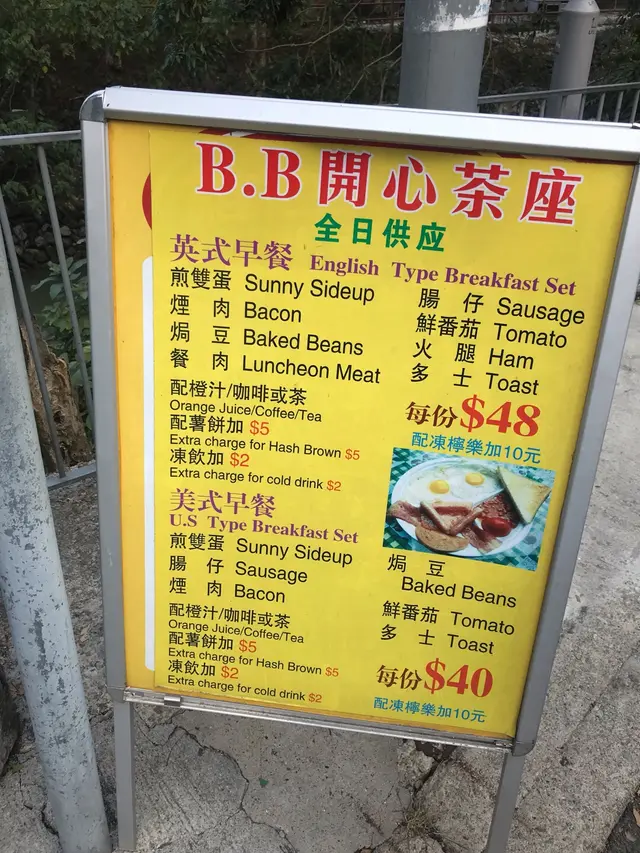 B.B開心茶座
全日供应
英式早餐 English Type Breakfast Set
煎雙蛋 Sunny Sideup
煙肉 Bacon
焗豆 Baked Beans
餐肉 Luncheon Meat
腸仔 Sausage
鮮番茄 Tomato
火腿 Ham
多士 Toast
配橙汁/咖啡或茶
Orange Juice/Coffee/Tea
配薯餅加 $5
Extra charge for Hash Brown $5
凍飲加 $2
Extra charge for cold drink $2
每份$48
配凍檸樂加10元
美式早餐
U.S Type Breakfast Set
煎雙蛋 Sunny Sideup
腸仔 Sausage
煙肉 Bacon
焗豆
Baked Beans
鮮番茄 Tomato
多士 Toast
配橙汁/咖啡或茶
Orange Juice/Coffee/Tea
配薯餅加 $5
Extra charge for Hash Brown $5
凍飲加 $2
Extra charge for cold drink $2
每份$40
配凍檸樂加10元